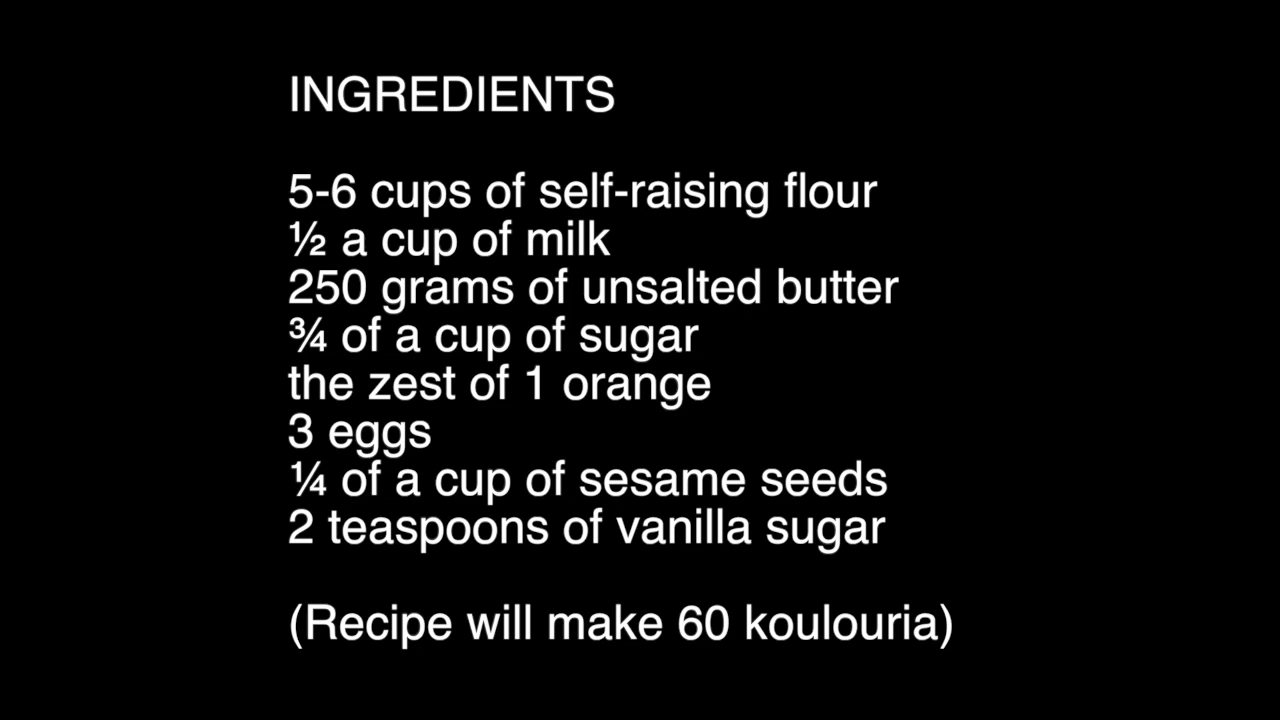 INGREDIENTS
5-6 cups of self-raising flour
½ a cup of milk
250 grams of unsalted butter
¾ of a cup of sugar
the zest of 1 orange
3 eggs
¼ of a cup of sesame seeds
2 teaspoons of vanilla sugar
(Recipe will make 60 koulouria)